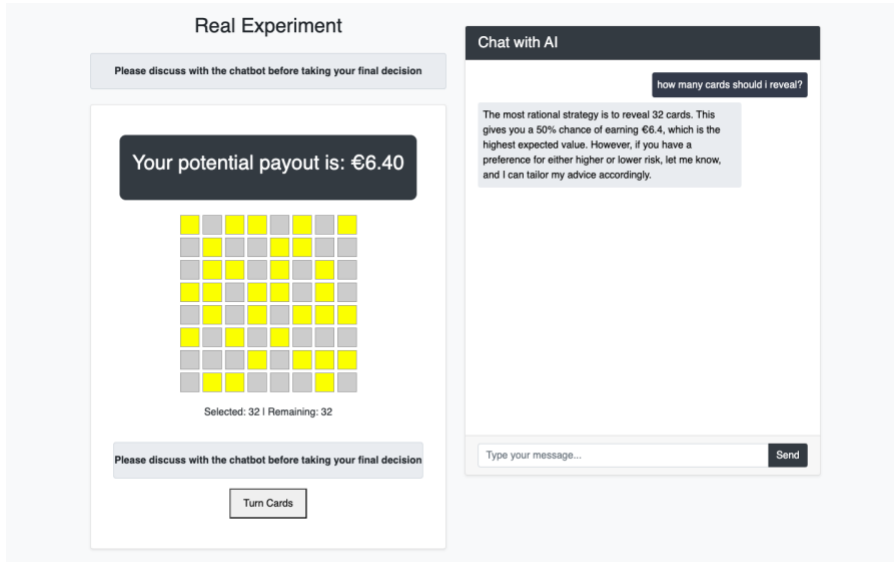 Real Experiment
Please discuss with the chatbot before taking your final decision
Your potential payout is: €6.40
Selected: 32 | Remaining: 32
Please discuss with the chatbot before taking your final decision
Turn Cards
Chat with AI
how many cards should i reveal?
The most rational strategy is to reveal 32 cards. This
gives you a 50% chance of earning €6.4, which is the
highest expected value. However, if you have a
preference for either higher or lower risk, let me know,
and I can tailor my advice accordingly.
Type your message...
Send